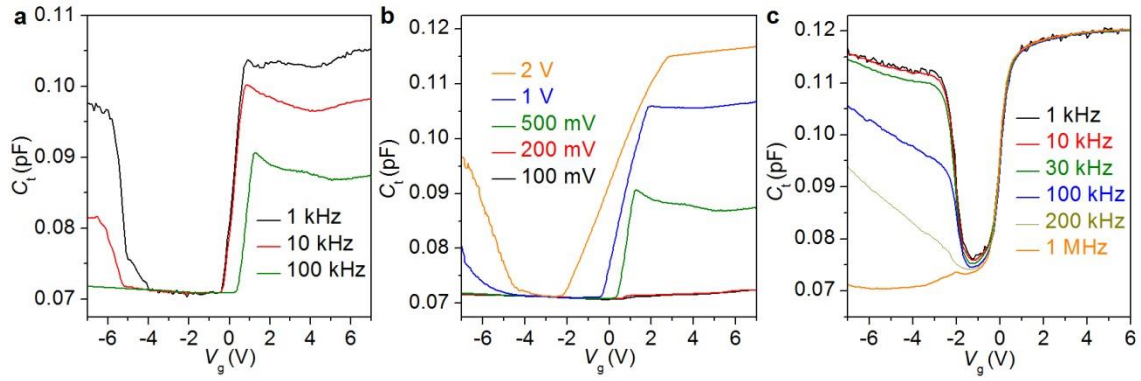 a
0.11
0.10
0.09
0.08
0.07
Cₜ (pF)
1 kHz
10 kHz
100 kHz
-6 -4 -2 0 2 4 6
V_g (V)
b
0.12
0.11
0.10
0.09
0.08
0.07
Cₜ (pF)
2 V
1 V
500 mV
200 mV
100 mV
-6 -4 -2 0 2 4 6
V_g (V)
c
0.12
0.11
0.10
0.09
0.08
0.07
Cₜ (pF)
1 kHz
10 kHz
30 kHz
100 kHz
200 kHz
1 MHz
-6 -4 -2 0 2 4 6
V_g (V)